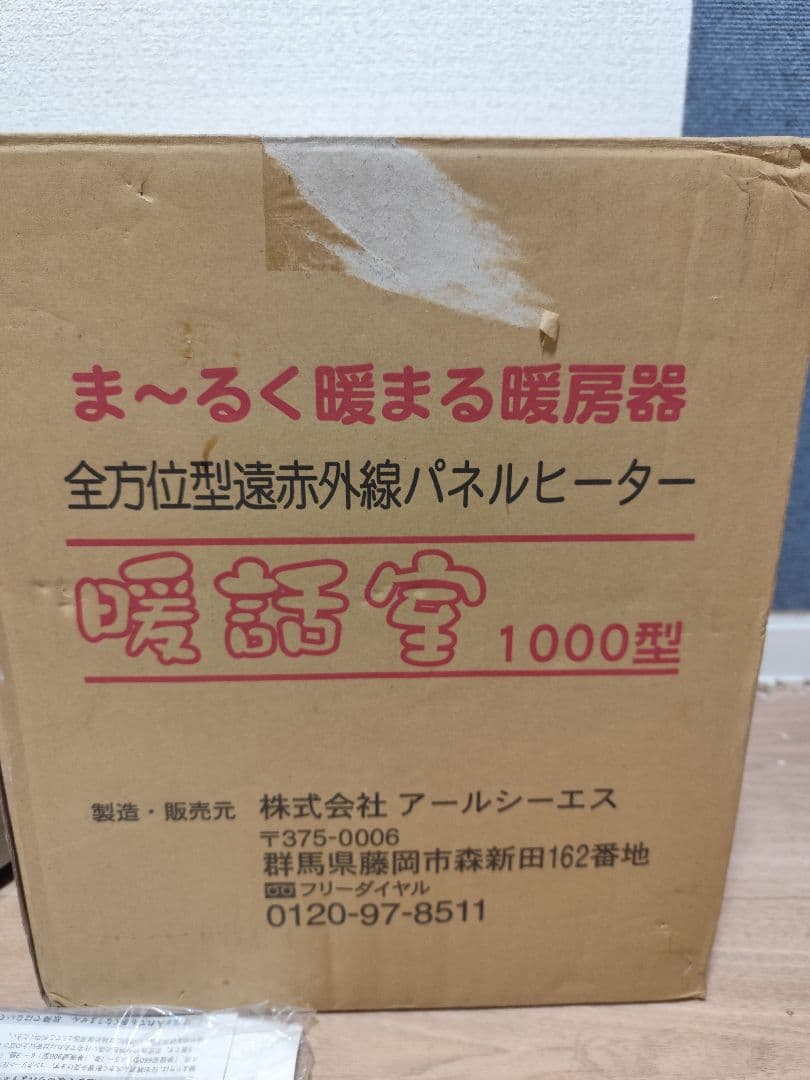 ま～るく暖まる暖房器
全方位型遠赤外線パネルヒーター
暖話室 1000型
製造・販売元 株式会社 アールシーエス
〒375-0006
群馬県藤岡市森新田162番地
フリーダイヤル
0120-97-8511